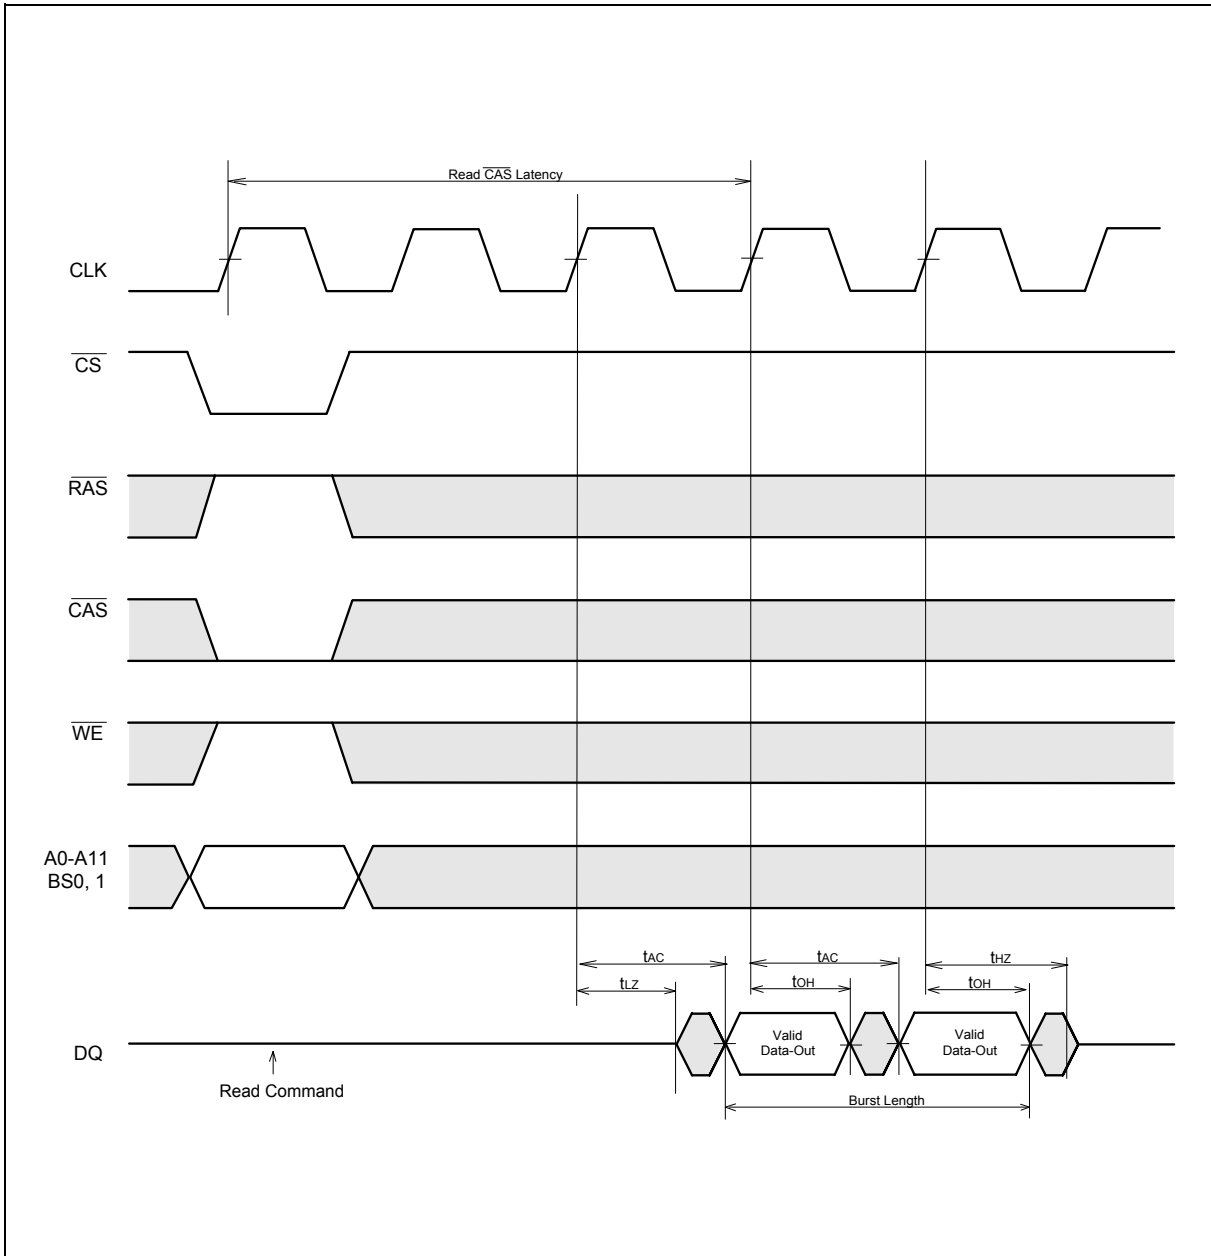 Read CAS Latency
CLK
CS
RAS
CAS
WE
A0-A11
BS0, 1
tAC
tAC
tHZ
tLZ
tOH
tOH
DQ
Valid
Data-Out
Valid
Data-Out
Read Command
Burst Length